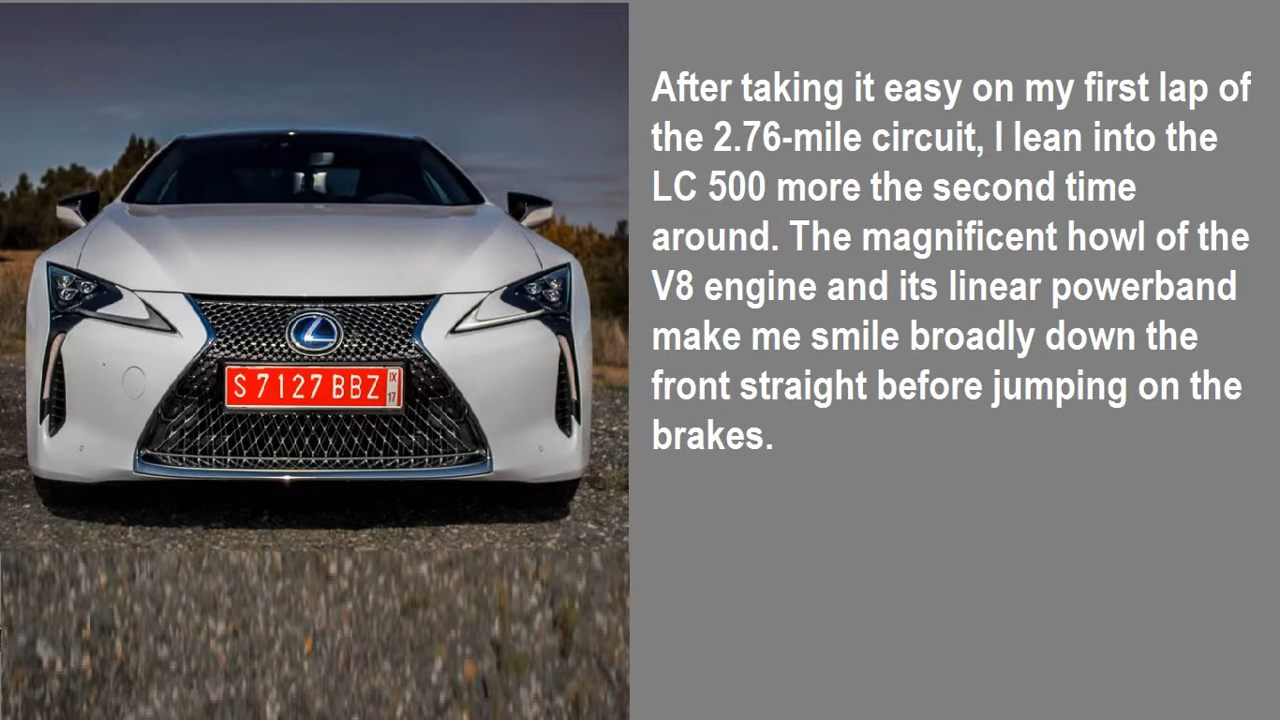 S 7127 BBZ
IX
17
After taking it easy on my first lap of
the 2.76-mile circuit, I lean into the
LC 500 more the second time
around. The magnificent howl of the
V8 engine and its linear powerband
make me smile broadly down the
front straight before jumping on the
brakes.